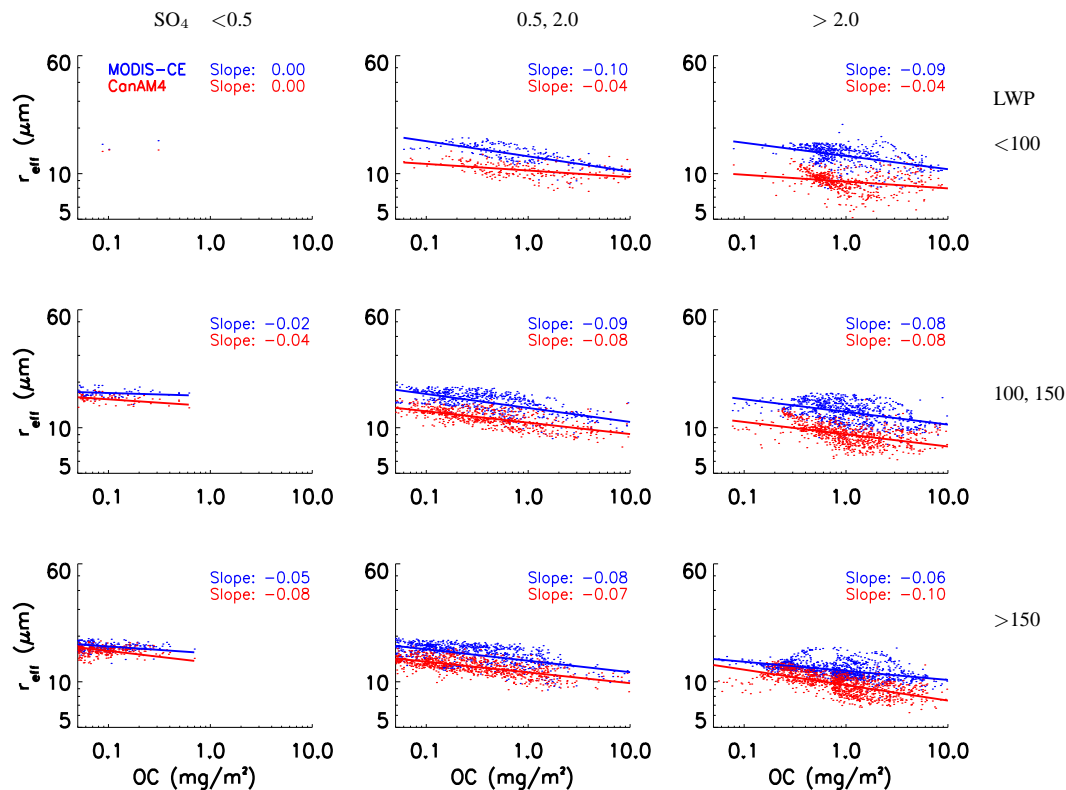 SO₄ <0.5 0.5, 2.0 > 2.0
60 60 60
MODIS-CE Slope: 0.00 Slope: −0.10 Slope: −0.09
CanAM4 Slope: 0.00 Slope: −0.04 Slope: −0.04
LWP
<100
r_eff (μm)
10 10 10
5 5 5
0.1 1.0 10.0 0.1 1.0 10.0 0.1 1.0 10.0
60 60 60
Slope: −0.02 Slope: −0.09 Slope: −0.08
Slope: −0.04 Slope: −0.08 Slope: −0.08
100, 150
r_eff (μm)
10 10 10
5 5 5
0.1 1.0 10.0 0.1 1.0 10.0 0.1 1.0 10.0
60 60 60
Slope: −0.05 Slope: −0.08 Slope: −0.06
Slope: −0.08 Slope: −0.07 Slope: −0.10
>150
r_eff (μm)
10 10 10
5 5 5
0.1 1.0 10.0 0.1 1.0 10.0 0.1 1.0 10.0
OC (mg/m²) OC (mg/m²) OC (mg/m²)